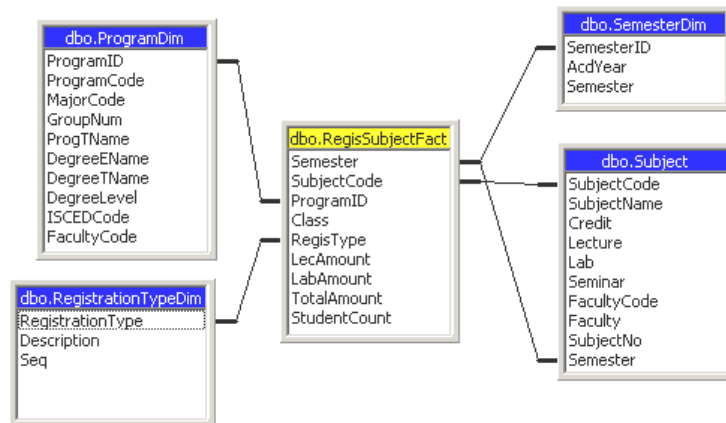 dbo.ProgramDim
ProgramID
ProgramCode
MajorCode
GroupNum
ProgTName
DegreeEName
DegreeTName
DegreeLevel
ISCEDCode
FacultyCode
dbo.RegistrationTypeDim
RegistrationType
Description
Seq
dbo.RegisSubjectFact
Semester
SubjectCode
ProgramID
Class
RegisType
LecAmount
LabAmount
TotalAmount
StudentCount
dbo.SemesterDim
SemesterID
AcdYear
Semester
dbo.Subject
SubjectCode
SubjectName
Credit
Lecture
Lab
Seminar
FacultyCode
Faculty
SubjectNo
Semester